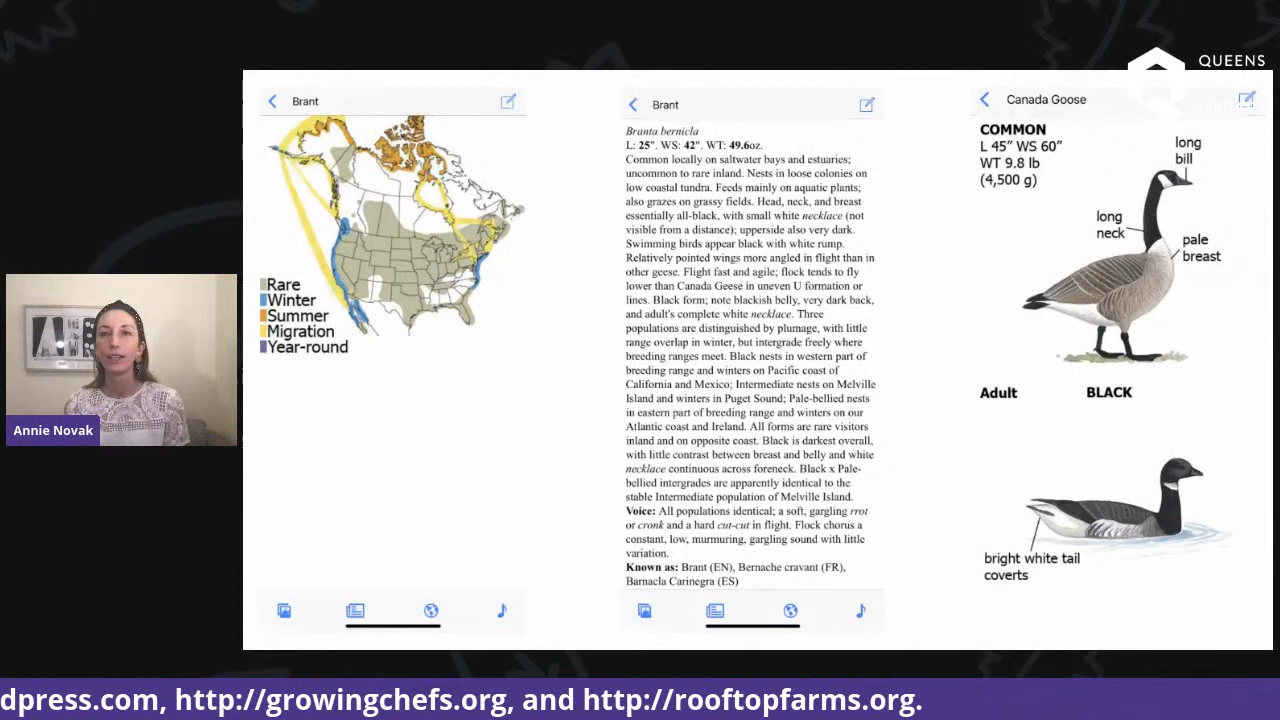 QUEENS
Brant
Rare
Winter
Summer
Migration
Year-round
Brant
Branta bernicla
L: 25". WS: 42". WT: 49.6oz.
Common locally on saltwater bays and estuaries;
uncommon to rare inland. Nests in loose colonies on
low coastal tundra. Feeds mainly on aquatic plants;
also grazes on grassy fields. Head, neck, and breast
essentially all-black, with small white necklace (not
visible from a distance); upperside also very dark.
Swimming birds appear black with white rump.
Relatively pointed wings more angled in flight than in
other geese. Flight fast and agile; flock tends to fly
lower than Canada Geese in uneven U formation or
lines. Black form; note blackish belly, very dark back,
and adult's complete white necklace. Three
populations are distinguished by plumage, with little
range overlap in winter, but intergrade freely where
breeding ranges meet. Black nests in western part of
breeding range and winters on Pacific coast of
California and Mexico; Intermediate nests on Melville
Island and winters in Puget Sound; Pale-bellied nests
in eastern part of breeding range and winters on our
Atlantic coast and Ireland. All forms are rare visitors
inland and on opposite coast. Black is darkest overall,
with little contrast between breast and belly and white
necklace continuous across foreneck. Black x Pale-
bellied intergrades are apparently identical to the
stable Intermediate population of Melville Island.
Voice: All populations identical; a soft, gargling rrot
or cronk and a hard cut-cut in flight. Flock chorus a
constant, low, murmuring, gargling sound with little
variation.
Known as: Brant (EN), Bernache cravant (FR),
Barnacla Carinegra (ES)
Canada Goose
COMMON
L 45" WS 60"
WT 9.8 lb
(4,500 g)
long
bill
long
neck
pale
breast
Adult BLACK
bright white tail
coverts
Annie Novak
dpress.com, http://growingchefs.org, and http://rooftopfarms.org.